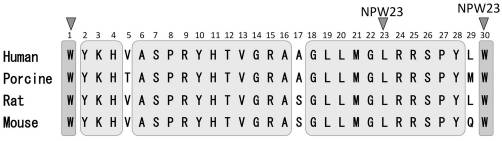 NPW23 NPW23
1 2 3 4 5 6 7 8 9 10 11 12 13 14 15 16 17 18 19 20 21 22 23 24 25 26 27 28 29 30
Human W Y K H V A S P R Y H T V G R A A G L L M G L R R S P Y L W
Porcine W Y K H T A S P R Y H T V G R A A G L L M G L R R S P Y M W
Rat W Y K H V A S P R Y H T V G R A S G L L M G L R R S P Y L W
Mouse W Y K H V A S P R Y H T V G R A S G L L M G L R R S P Y Q W